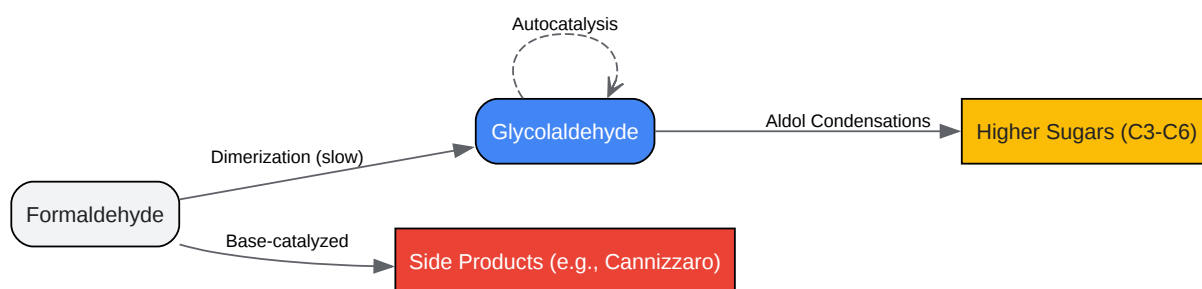 Autocatalysis
Glycolaldehyde
Aldol Condensations
Higher Sugars (C3-C6)
Dimerization (slow)
Formaldehyde
Base-catalyzed
Side Products (e.g., Cannizzaro)